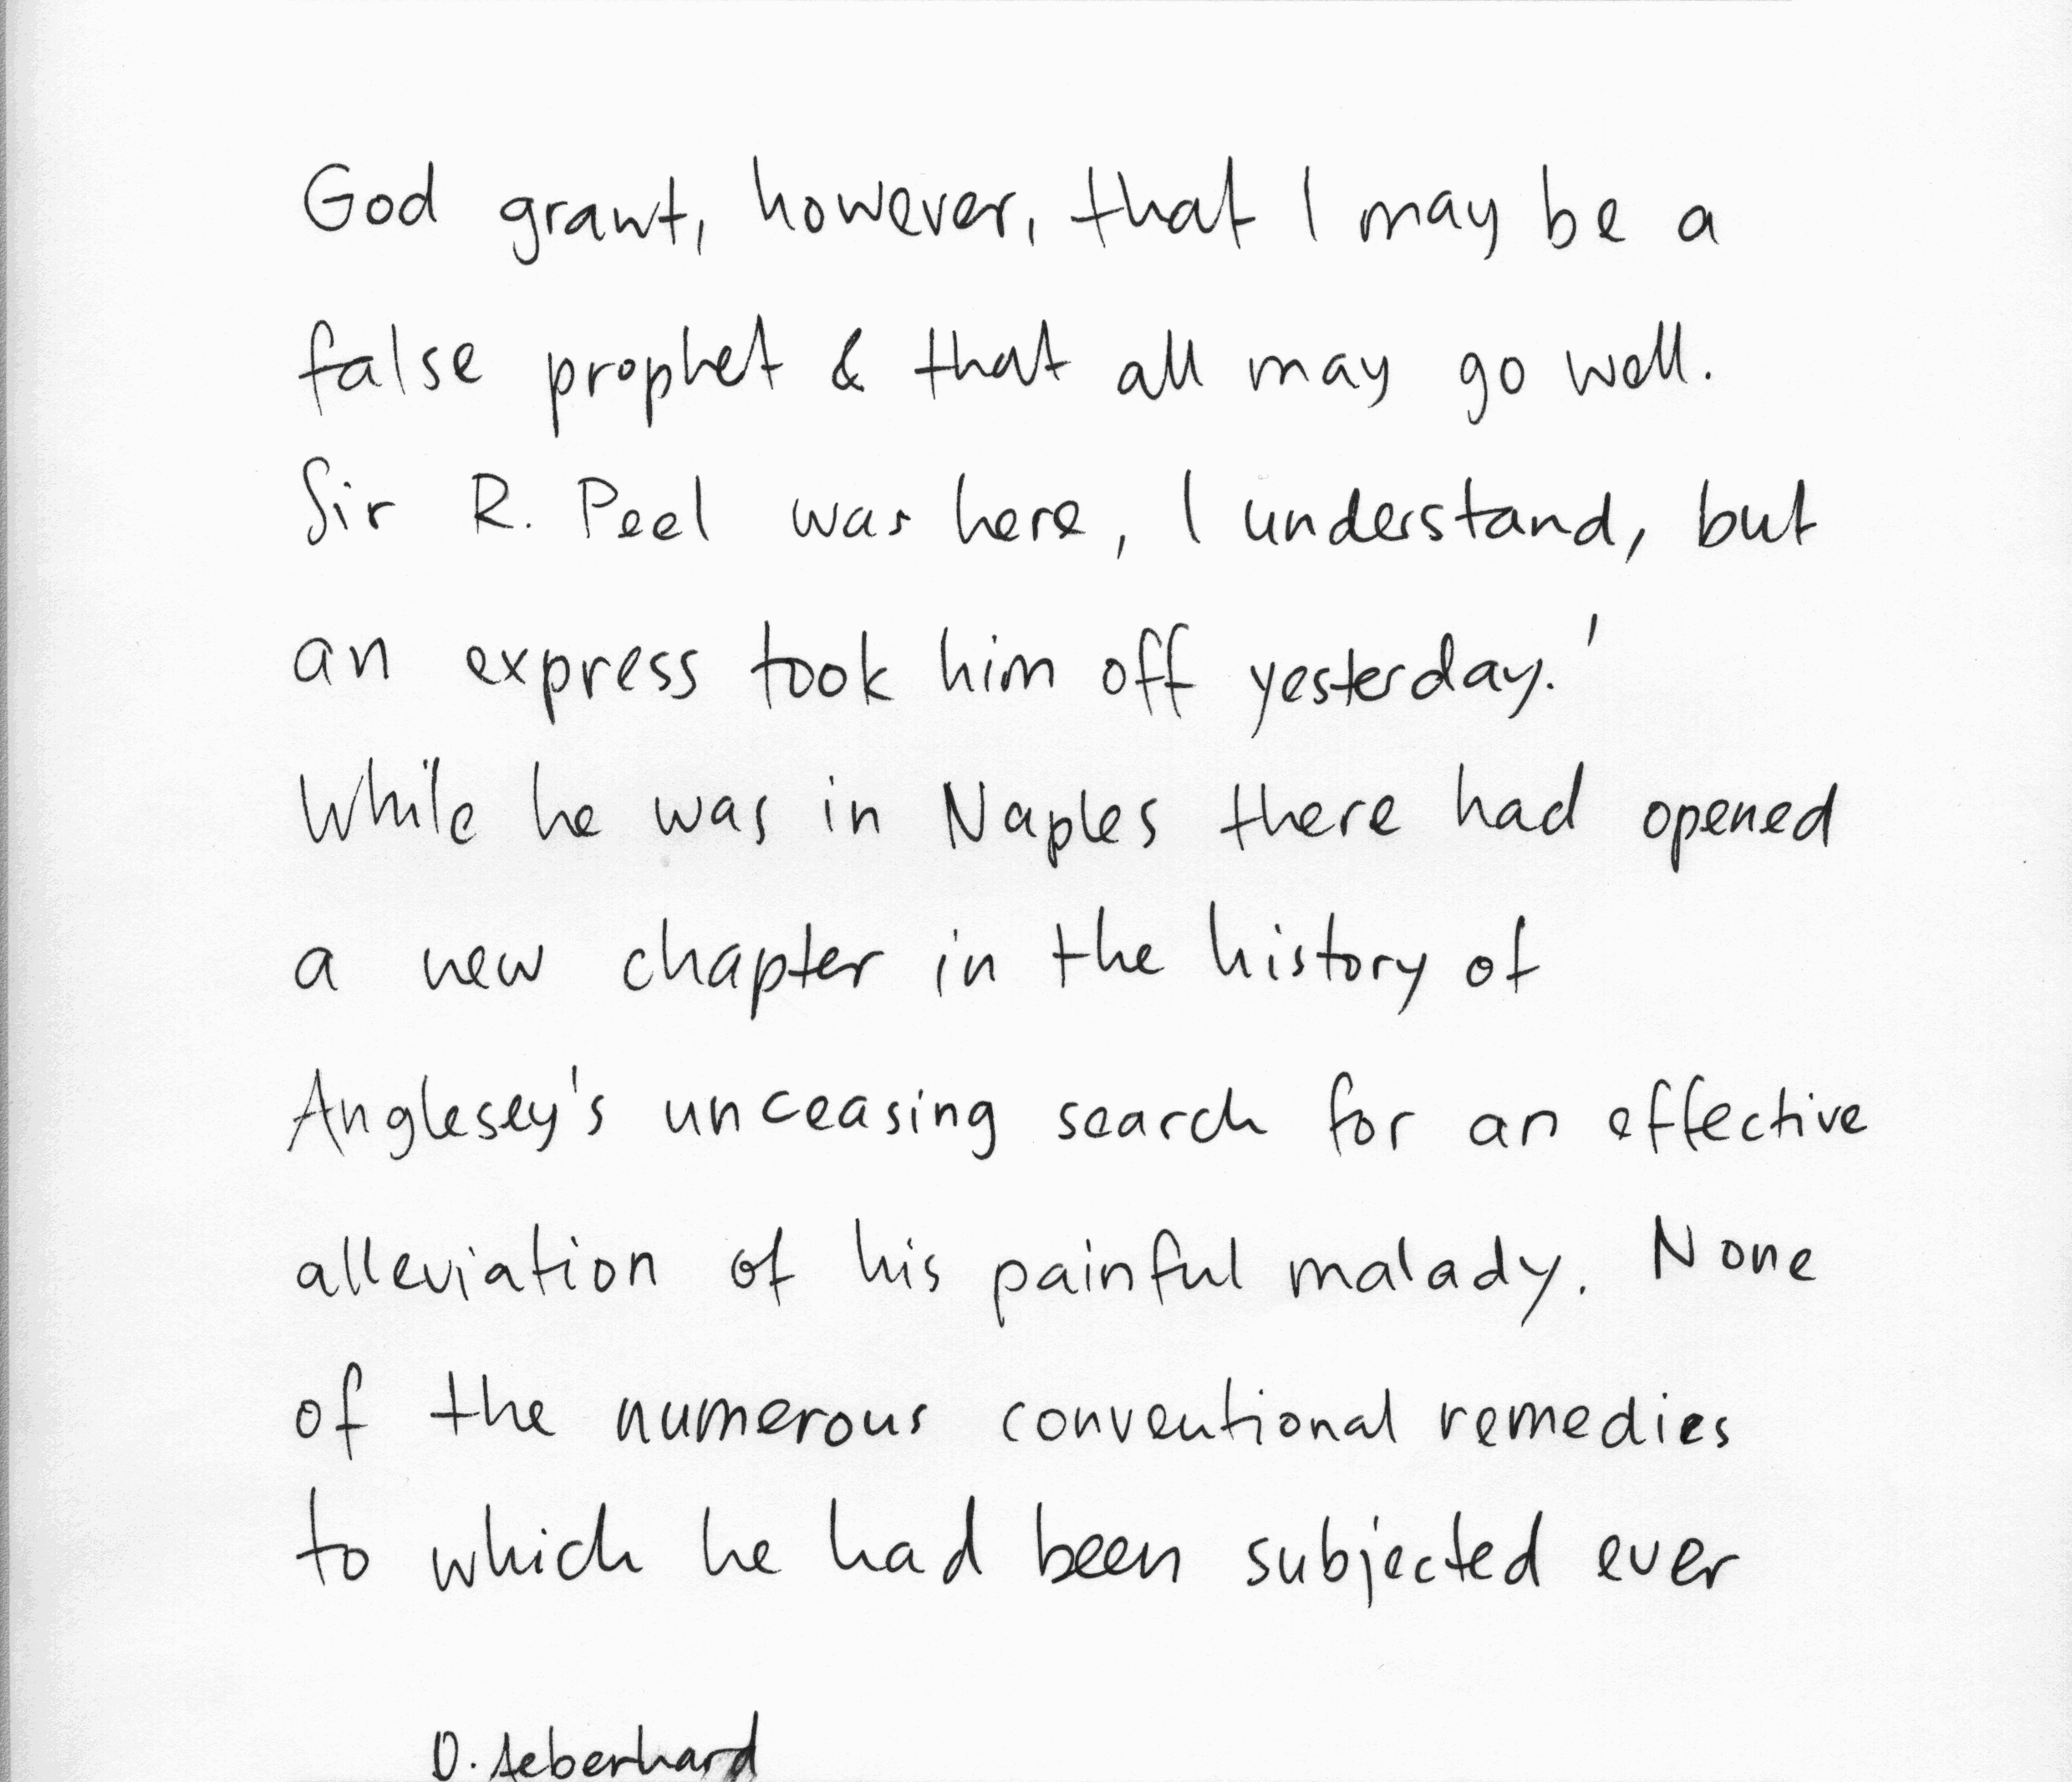 God grant, however, that I may be a
false prophet & that all may go well.
Sir R. Peel was here, I understand, but
an express took him off yesterday.'
While he was in Naples there had opened
a new chapter in the history of
Anglesey's unceasing search for an effective
alleviation of his painful malady. None
of the numerous conventional remedies
to which he had been subjected ever
D. Aeberhard